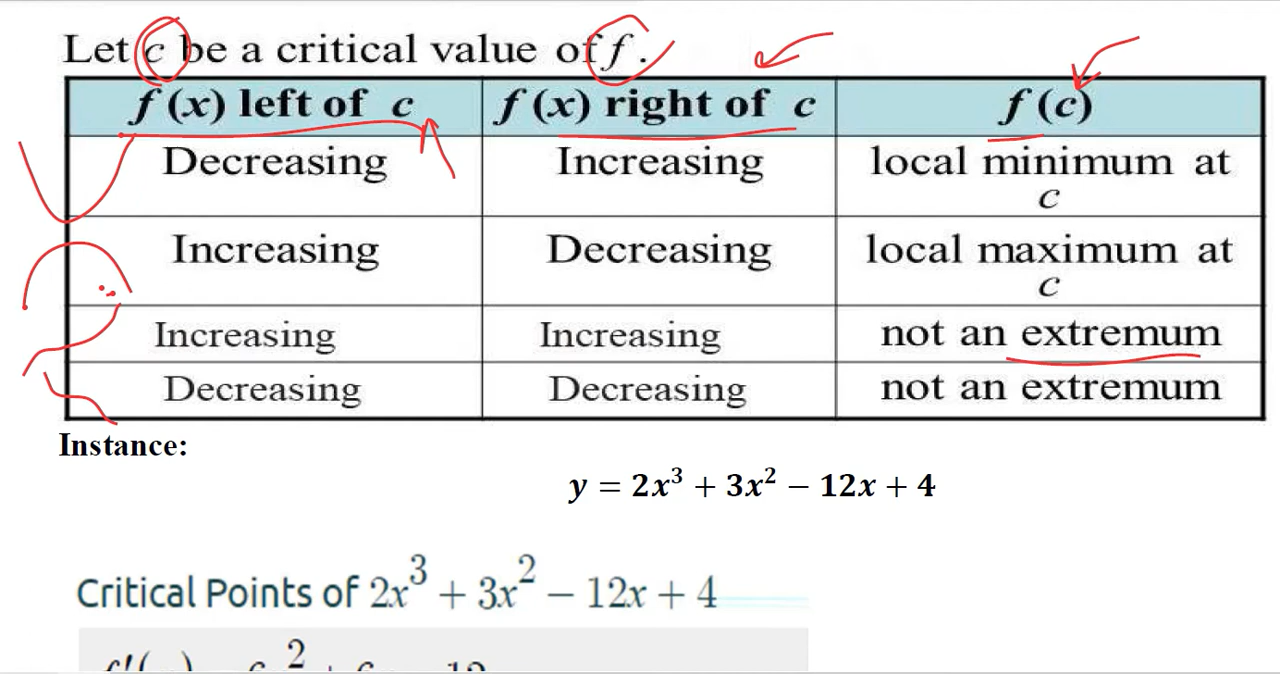 Let c be a critical value of f.
f (x) left of c f (x) right of c f (c)
Decreasing Increasing local minimum at
c
Increasing Decreasing local maximum at
c
Increasing Increasing not an extremum
Decreasing Decreasing not an extremum
Instance:
y = 2x³ + 3x² − 12x + 4
Critical Points of 2x³ + 3x² − 12x + 4